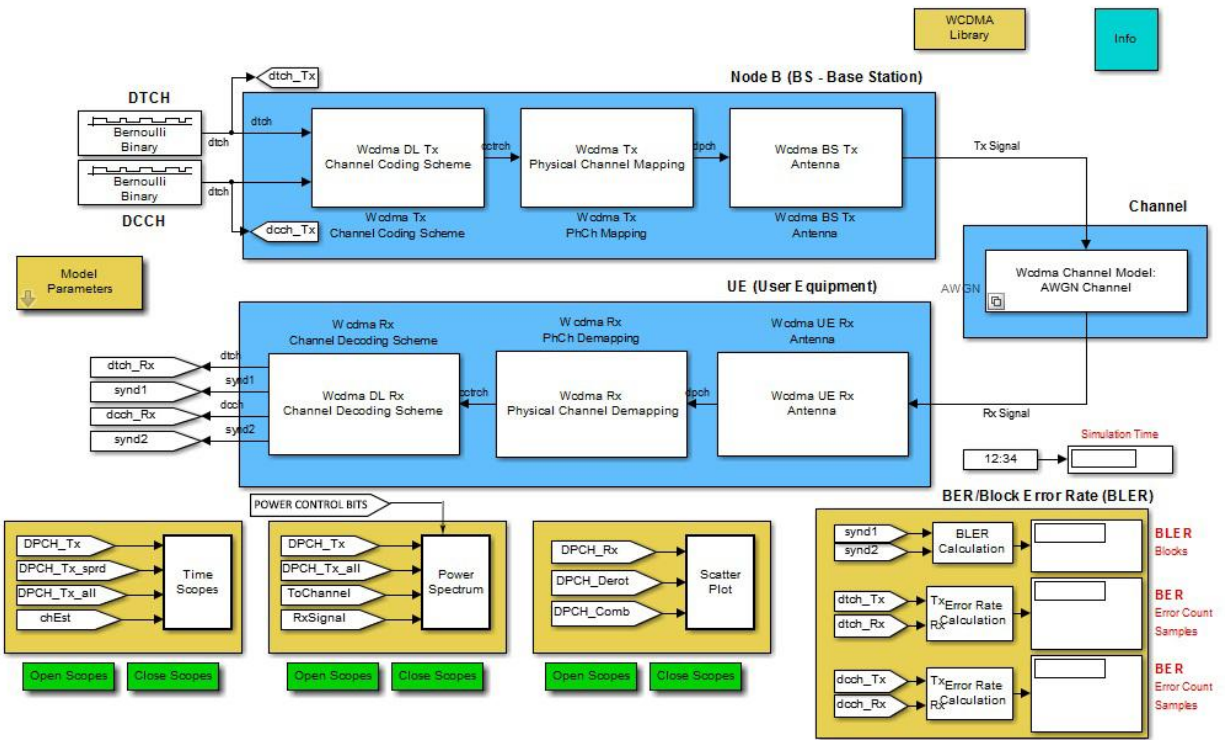 WCDMA
Library
Info
Node B (BS - Base Station)
dtch_Tx
DTCH
Bernoulli
Binary
dtch
dtch
Wcdma DL Tx
Channel Coding Scheme
cctrch
Wcdma Tx
Physical Channel Mapping
dpch
Wcdma BS Tx
Antenna
Tx Signal
Bernoulli
Binary
dtch
DCCH
dcch_Tx
Wcdma Tx
Channel Coding Scheme
Wcdma Tx
PhCh Mapping
Wcdma BS Tx
Antenna
Channel
Wcdma Channel Model:
AWGN Channel
AWGN
Model
Parameters
UE (User Equipment)
Wcdma Rx
Channel Decoding Scheme
Wcdma Rx
PhCh Demapping
Wcdma UE Rx
Antenna
dtch_Rx
synd1
dcch_Rx
synd2
dtch
synd1
dcch
synd2
Wcdma DL Rx
Channel Decoding Scheme
cctrch
Wcdma Rx
Physical Channel Demapping
dpch
Wcdma UE Rx
Antenna
Rx Signal
Simulation Time
12:34
BER/Block Error Rate (BLER)
POWER CONTROL BITS
DPCH_Tx
DPCH_Tx_sprd
DPCH_Tx_all
chEst
Time
Scopes
DPCH_Tx
DPCH_Tx_all
ToChannel
RxSignal
Power
Spectrum
DPCH_Rx
DPCH_Derot
DPCH_Comb
Scatter
Plot
synd1
synd2
BLER
Calculation
BLER
Blocks
dtch_Tx
dtch_Rx
Tx
Rx
Error Rate
Calculation
BER
Error Count
Samples
dcch_Tx
dcch_Rx
Tx
Rx
Error Rate
Calculation
BER
Error Count
Samples
Open Scopes
Close Scopes
Open Scopes
Close Scopes
Open Scopes
Close Scopes